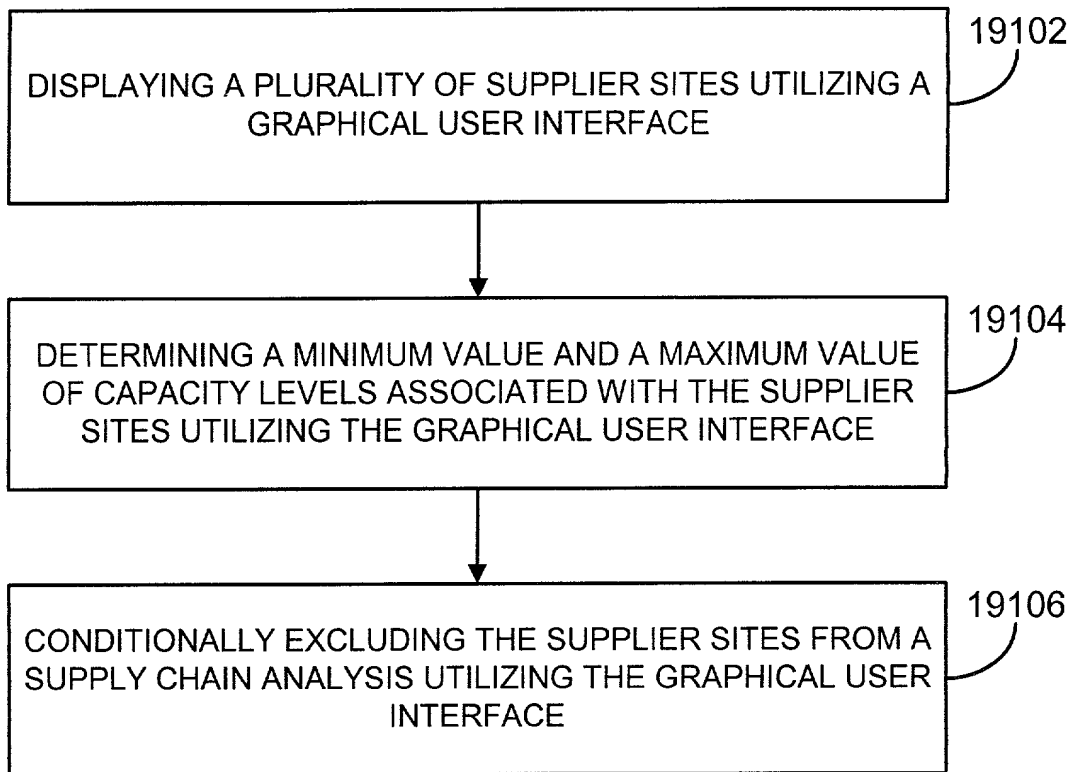 19102
DISPLAYING A PLURALITY OF SUPPLIER SITES UTILIZING A
GRAPHICAL USER INTERFACE
19104
DETERMINING A MINIMUM VALUE AND A MAXIMUM VALUE
OF CAPACITY LEVELS ASSOCIATED WITH THE SUPPLIER
SITES UTILIZING THE GRAPHICAL USER INTERFACE
19106
CONDITIONALLY EXCLUDING THE SUPPLIER SITES FROM A
SUPPLY CHAIN ANALYSIS UTILIZING THE GRAPHICAL USER
INTERFACE